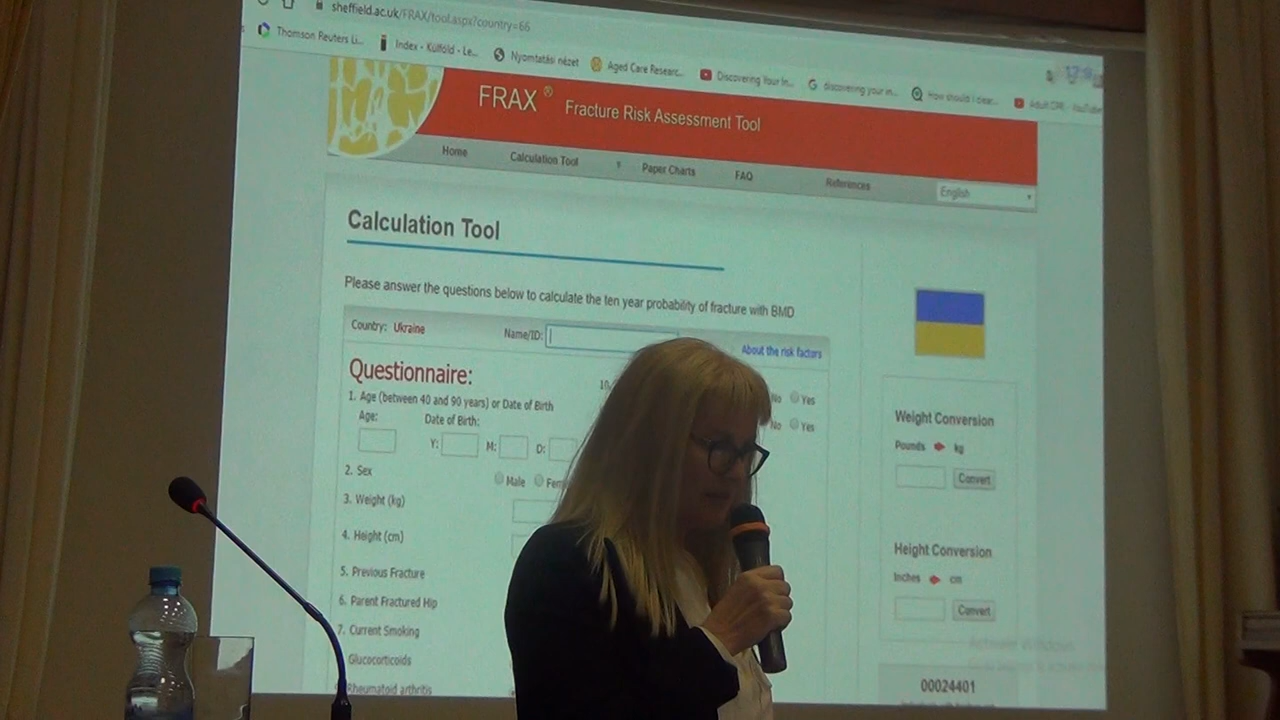 sheffield.ac.uk/FRAX/tool.aspx?country=66
Thomson Reuters Li... Index - Külföld - Le... Nyomtatási nézet Aged Care Researc... Discovering Your In... discovering your in... How should i clear... Adult CPR - YouTube
FRAX ® Fracture Risk Assessment Tool
Home Calculation Tool Paper Charts FAQ References English
Calculation Tool
Please answer the questions below to calculate the ten year probability of fracture with BMD
Country: Ukraine Name/ID: About the risk factors
Questionnaire:
10.
No Yes
1. Age (between 40 and 90 years) or Date of Birth
No Yes
Age: Date of Birth:
Y: M: D:
2. Sex Male Fem
3. Weight (kg)
4. Height (cm)
5. Previous Fracture
6. Parent Fractured Hip
7. Current Smoking
Glucocorticoids
Rheumatoid arthritis
Weight Conversion
Pounds kg
Convert
Height Conversion
Inches cm
Convert
00024401